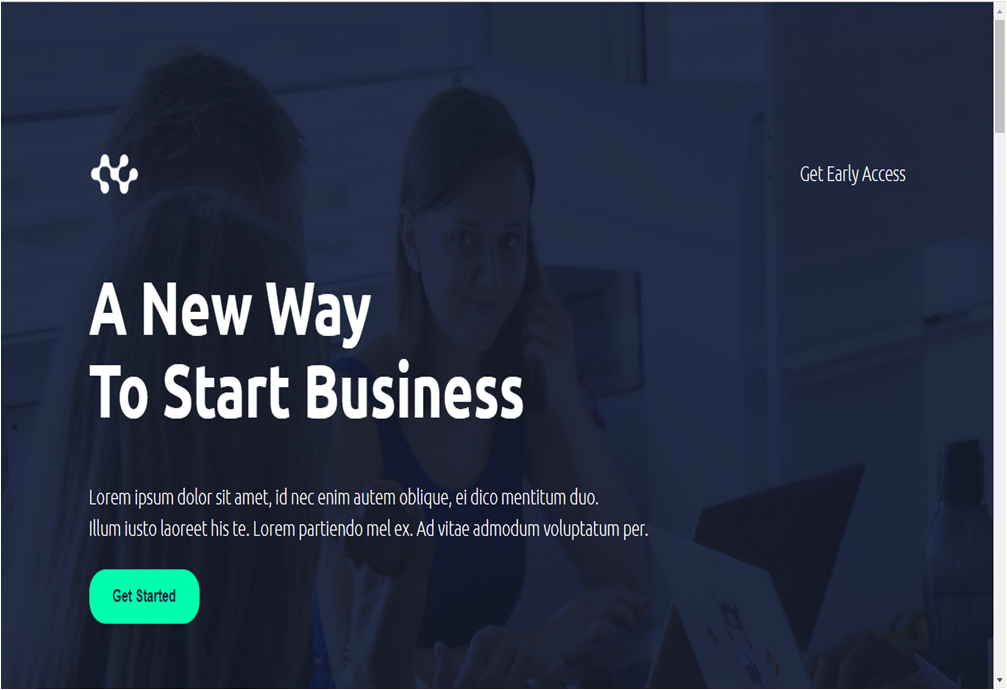 Get Early Access
A New Way
To Start Business
Lorem ipsum dolor sit amet, id nec enim autem oblique, ei dico mentitum duo.
Illum iusto laoreet his te. Lorem partiendo mel ex. Ad vitae admodum voluptatum per.
Get Started